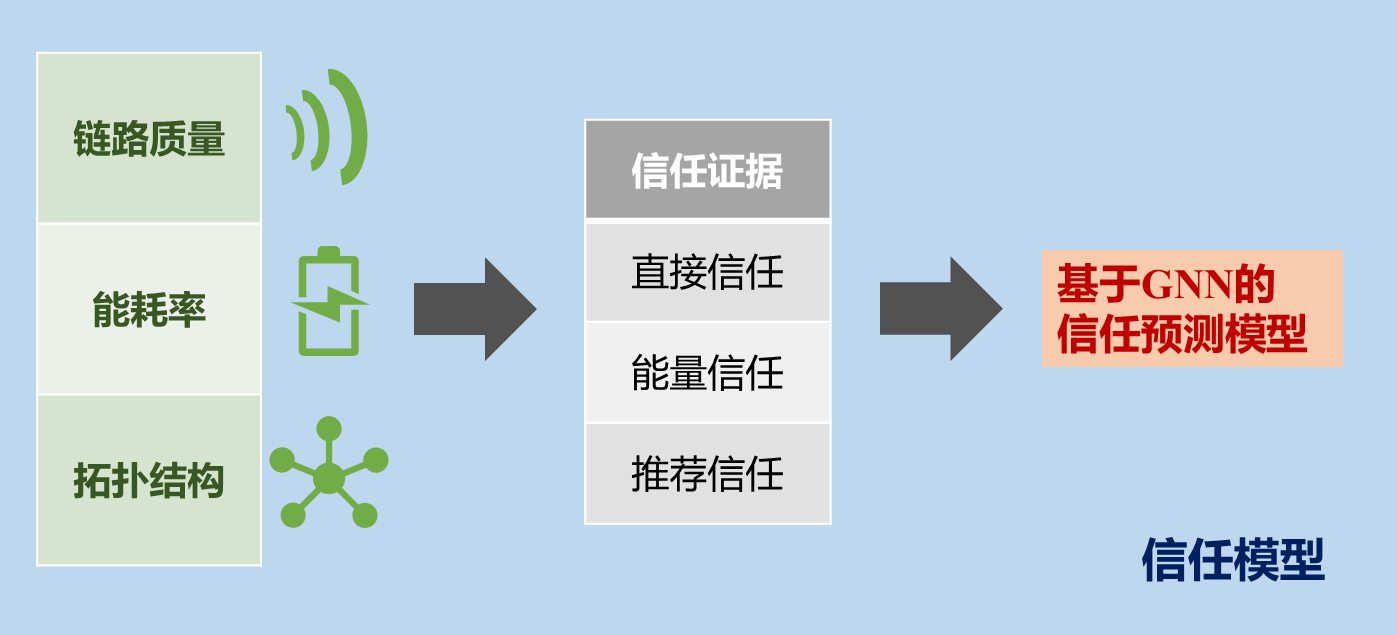 链路质量
能耗率
拓扑结构
信任证据
直接信任
能量信任
推荐信任
基于GNN的
信任预测模型
信任模型